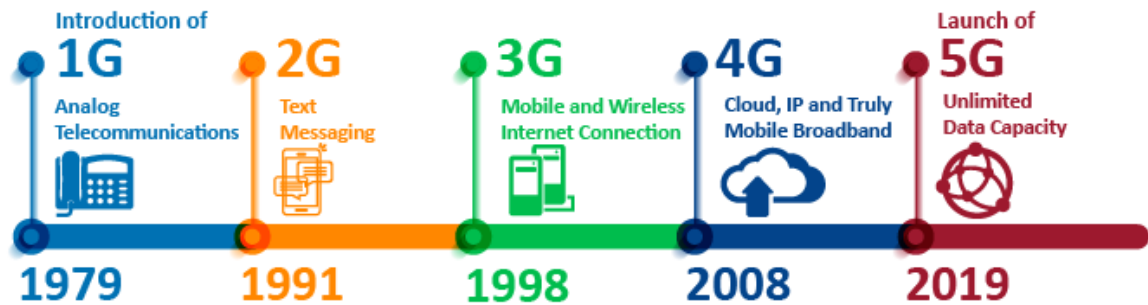 Introduction of
1G
Analog
Telecommunications
1979
2G
Text
Messaging
1991
3G
Mobile and Wireless
Internet Connection
1998
4G
Cloud, IP and Truly
Mobile Broadband
2008
Launch of
5G
Unlimited
Data Capacity
2019